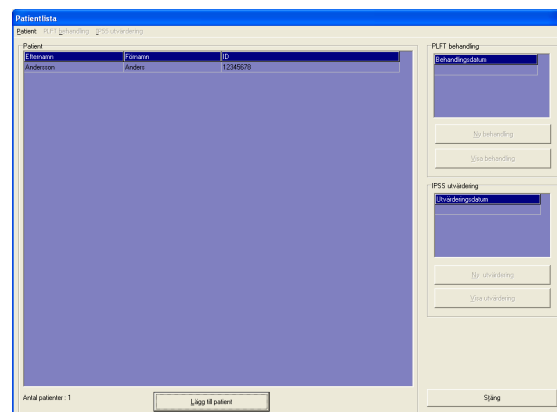 Patientlista
Patient PLFT behandling IPSS utvärdering
Patient
Efternamn Förnamn ID
Andersson Anders 12345678
PLFT behandling
Behandlingsdatum
Ny behandling
Visa behandling
IPSS utvärdering
Utvärderingsdatum
Ny utvärdering
Visa utvärdering
Antal patienter : 1
Lägg till patient
Stäng